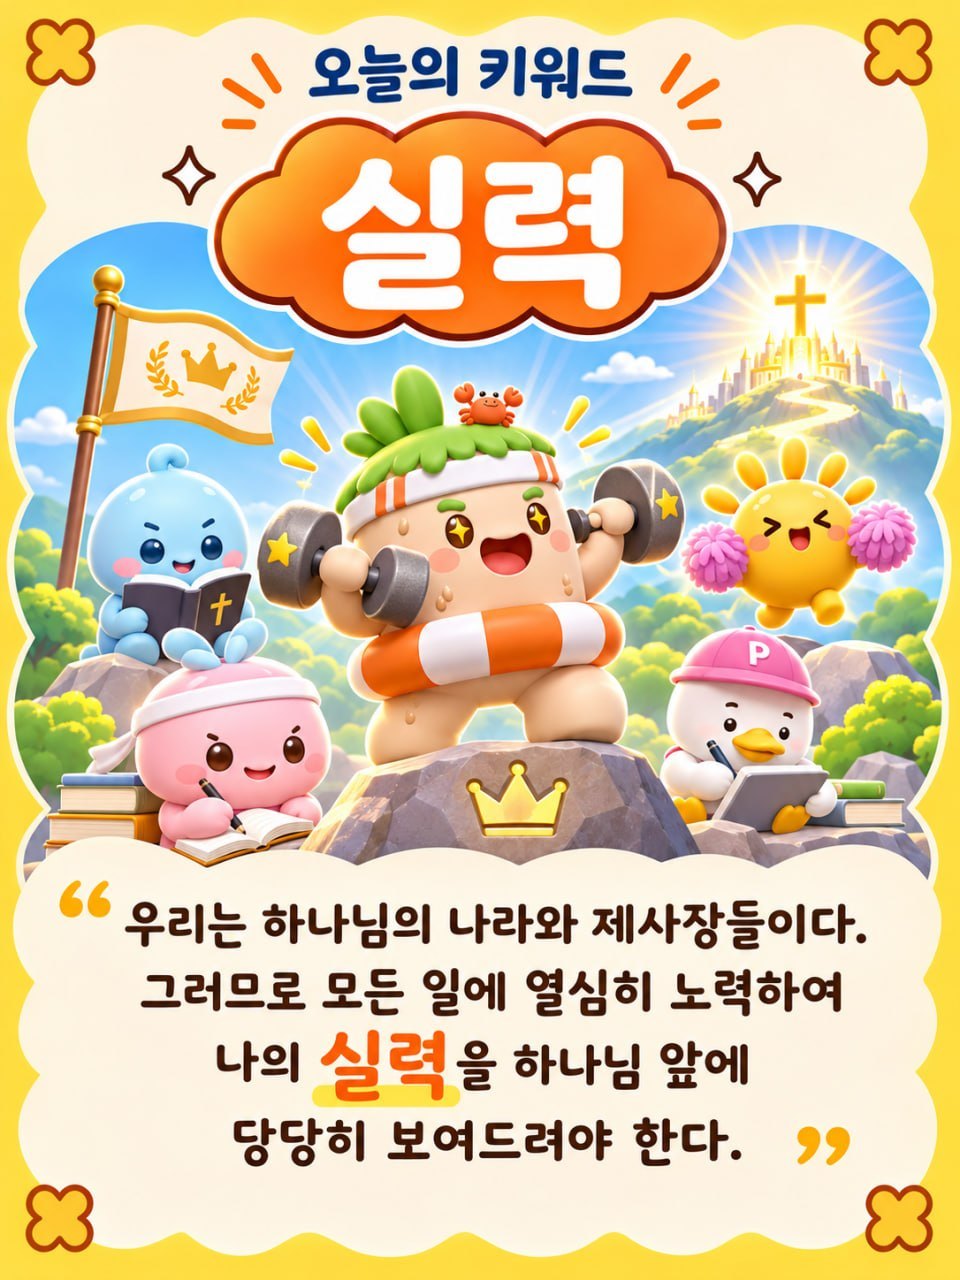 오늘의 키워드
실력
P
“우리는 하나님의 나라와 제사장들이다.
그러므로 모든 일에 열심히 노력하여
나의 실력을 하나님 앞에
당당히 보여드려야 한다.”